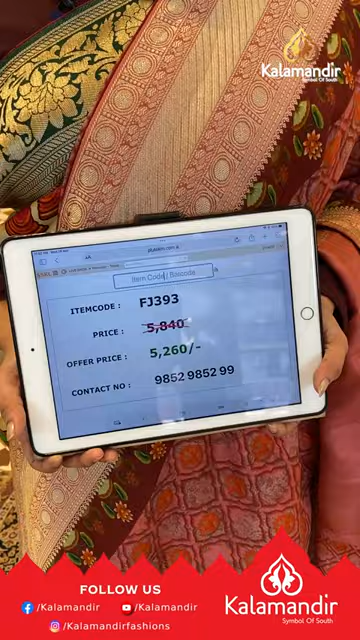 Kalamandir
Symbol Of South
Item Code/ Barcode
ITEMCODE : FJ393
PRICE : 5,840
OFFER PRICE : 5,260/-
CONTACT NO : 9852 9852 99
FOLLOW US
/Kalamandir /Kalamandir
/Kalamandirfashions
Kalamandir
Symbol Of South